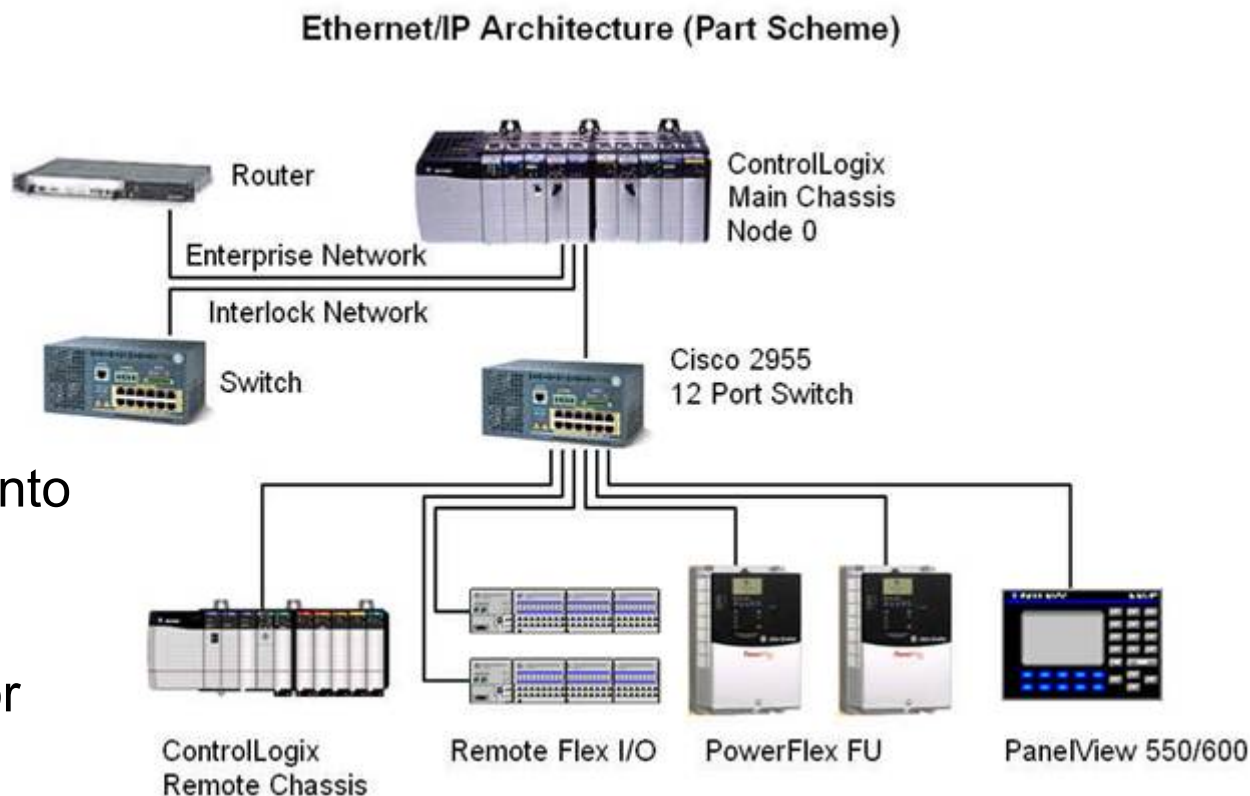 Ethernet/IP Architecture (Part Scheme)
Router
ControlLogix
Main Chassis
Node 0
Enterprise Network
Interlock Network
Switch
Cisco 2955
12 Port Switch
nto
or
ControlLogix
Remote Chassis
Remote Flex I/O
PowerFlex FU
PanelView 550/600